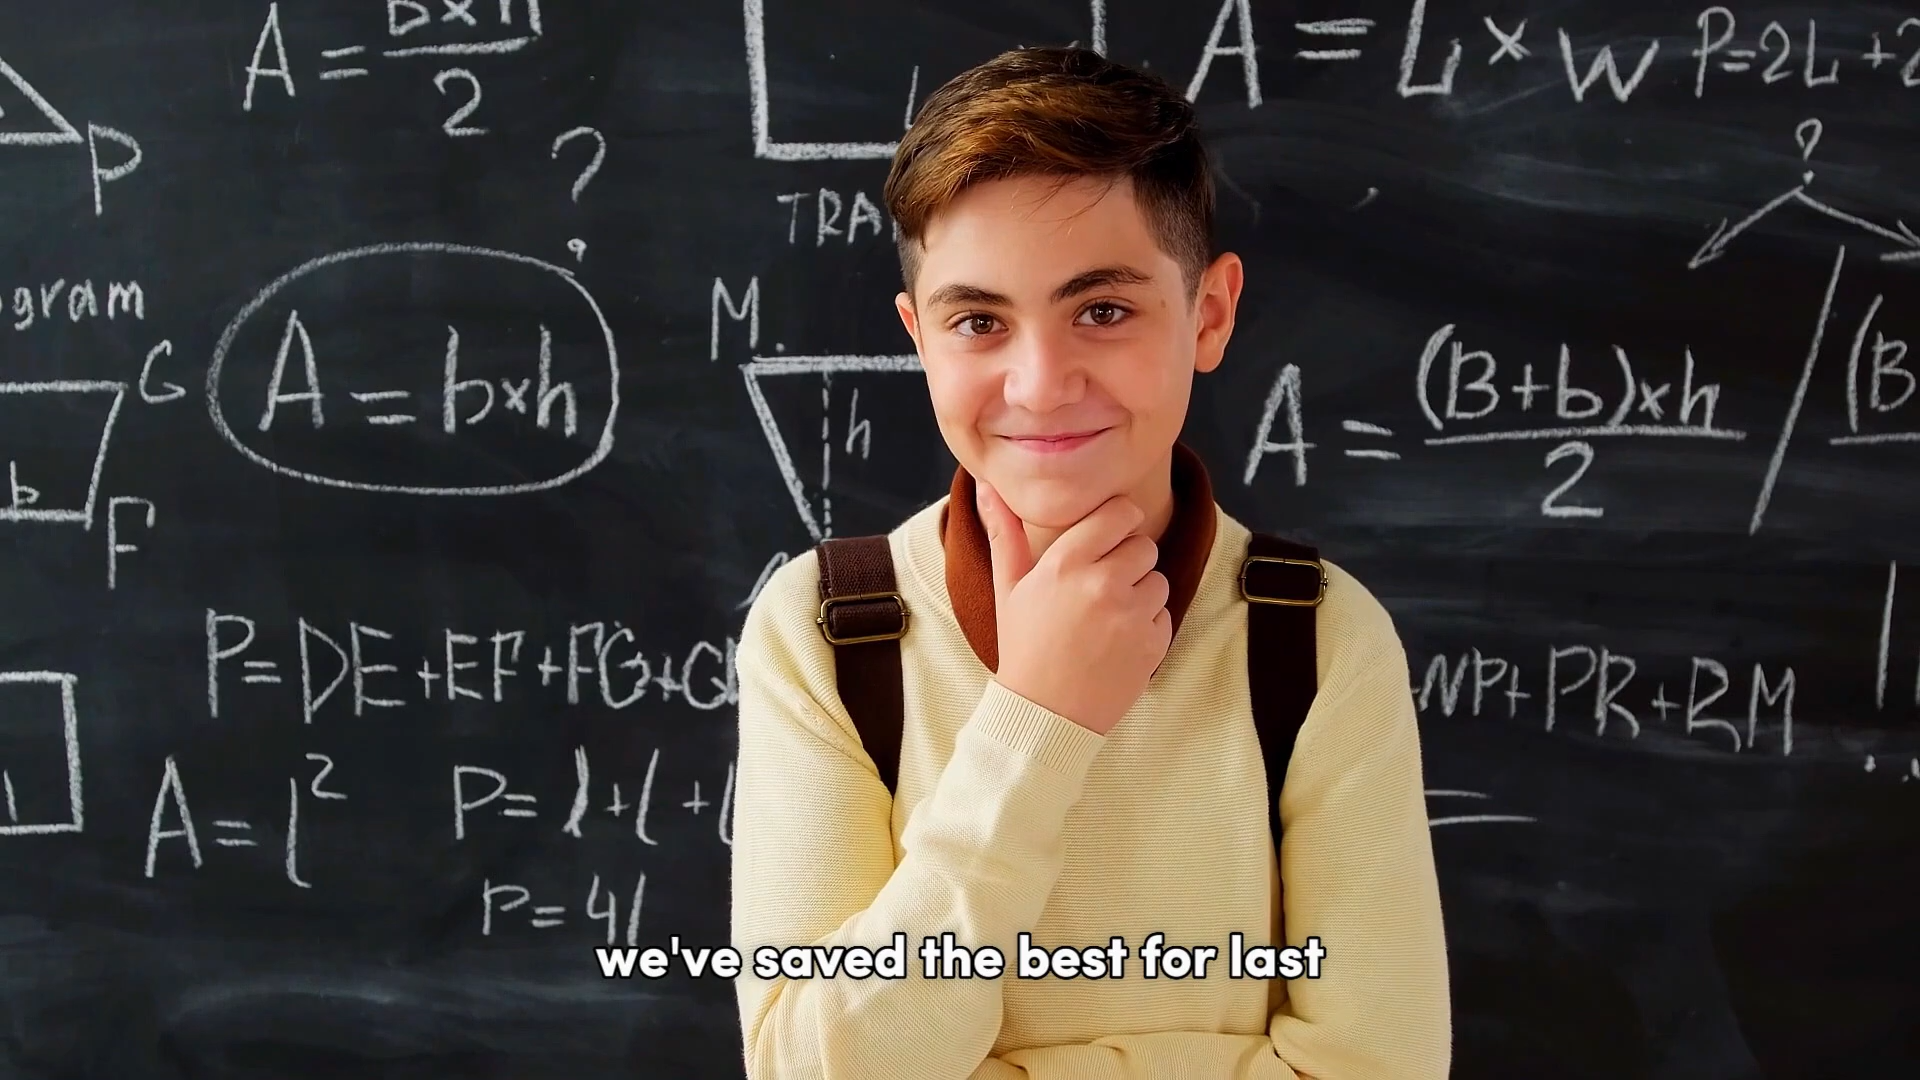 A = b×h
2
A = L × W P=2L+2
?
P
?
TRA
ogram
M
G
A = b×h
h
A = (B+b)×h / (B
2
b
F
P= DE+EF+FG+G
NP+ PR+RM
A= l²
P= l+l+l
P= 4l
we've saved the best for last